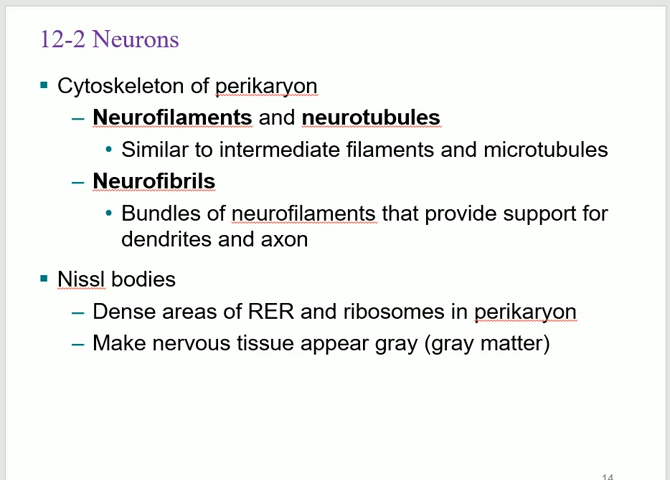 12-2 Neurons
▪ Cytoskeleton of perikaryon
– Neurofilaments and neurotubules
• Similar to intermediate filaments and microtubules
– Neurofibrils
• Bundles of neurofilaments that provide support for
dendrites and axon
▪ Nissl bodies
– Dense areas of RER and ribosomes in perikaryon
– Make nervous tissue appear gray (gray matter)
14